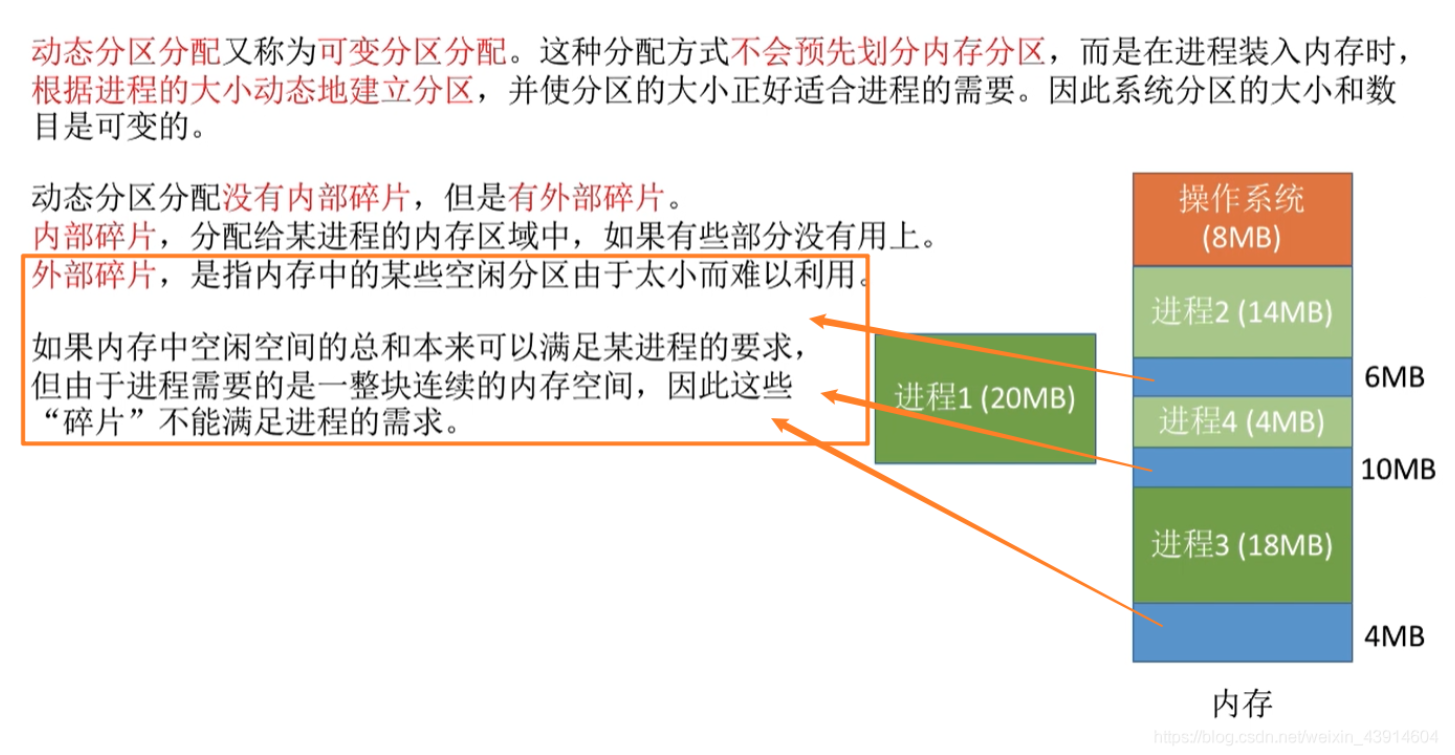 动态分区分配又称为可变分区分配。这种分配方式不会预先划分内存分区，而是在进程装入内存时，
根据进程的大小动态地建立分区，并使分区的大小正好适合进程的需要。因此系统分区的大小和数
目是可变的。
动态分区分配没有内部碎片，但是有外部碎片。
内部碎片，分配给某进程的内存区域中，如果有些部分没有用上。
外部碎片，是指内存中的某些空闲分区由于太小而难以利用。
如果内存中空闲空间的总和本来可以满足某进程的要求，
但由于进程需要的是一整块连续的内存空间，因此这些
“碎片”不能满足进程的需求。
进程1 (20MB)
操作系统
(8MB)
进程2 (14MB)
6MB
进程4 (4MB)
10MB
进程3 (18MB)
4MB
内存
https://blog.csdn.net/weixin_43914604